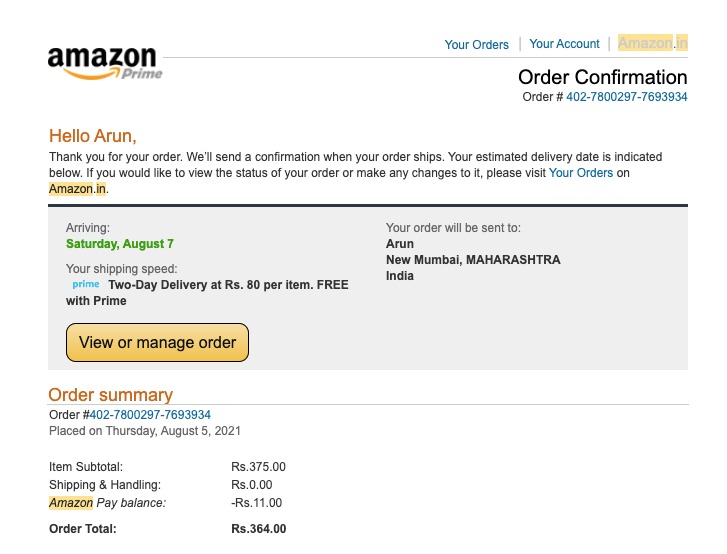 Your Orders | Your Account | Amazon.in
amazon
Prime
Order Confirmation
Order # 402-7800297-7693934
Hello Arun,
Thank you for your order. We’ll send a confirmation when your order ships. Your estimated delivery date is indicated
below. If you would like to view the status of your order or make any changes to it, please visit Your Orders on
Amazon.in.
Arriving:
Saturday, August 7
Your shipping speed:
prime Two-Day Delivery at Rs. 80 per item. FREE
with Prime
View or manage order
Your order will be sent to:
Arun
New Mumbai, MAHARASHTRA
India
Order summary
Order #402-7800297-7693934
Placed on Thursday, August 5, 2021
Item Subtotal: Rs.375.00
Shipping & Handling: Rs.0.00
Amazon Pay balance: -Rs.11.00
Order Total: Rs.364.00